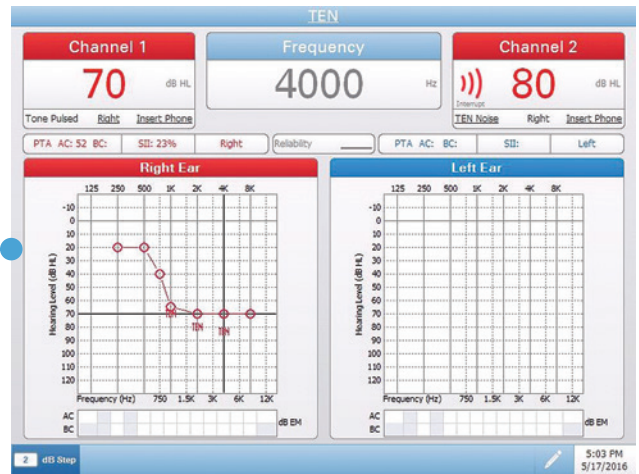 TEN
Channel 1
Frequency
Channel 2
70 dB HL
4000 Hz
Interrupt
80 dB HL
Tone Pulsed Right Insert Phone
TEN Noise Right Insert Phone
PTA AC: 52 BC: SII: 23% Right Reliability PTA AC: BC: SII: Left
Right Ear
125 250 500 1K 2K 4K 8K
-10
0
10
20
30
40
50
60
70
80
90
100
110
120
Hearing Level (dB HL)
TEN
TEN
TEN
Frequency (Hz) 750 1.5K 3K 6K 12K
AC
BC
dB EM
Left Ear
125 250 500 1K 2K 4K 8K
-10
0
10
20
30
40
50
60
70
80
90
100
110
120
Hearing Level (dB HL)
Frequency (Hz) 750 1.5K 3K 6K 12K
AC
BC
dB EM
2 dB Step
5:03 PM
5/17/2016